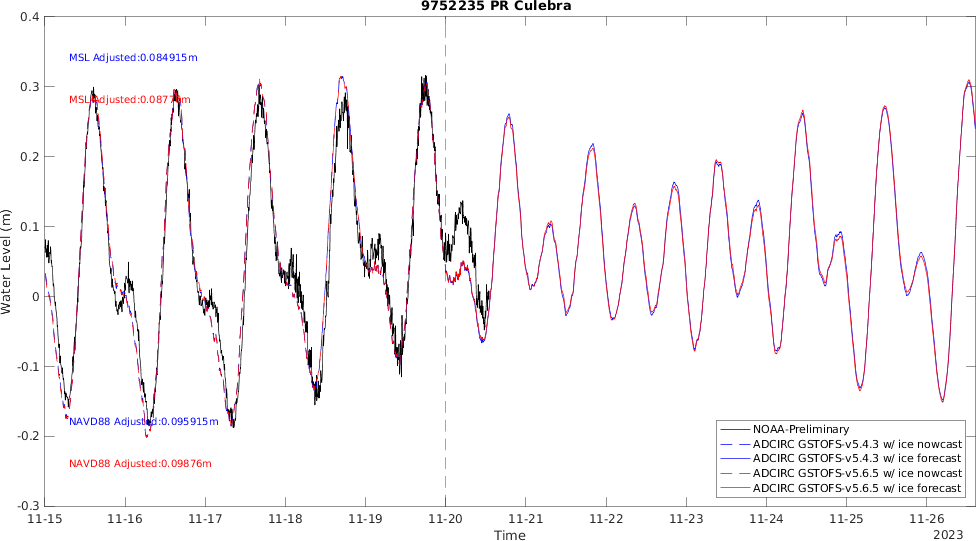 9752235 PR Culebra
0.4
MSL Adjusted:0.084915m
0.3
MSL Adjusted:0.0877 m
0.2
0.1
0
-0.1
NAVD88 Adjusted:0.095915m
-0.2
NAVD88 Adjusted:0.09876m
-0.3
Water Level (m)
NOAA-Preliminary
ADCIRC GSTOFS-v5.4.3 w/ ice nowcast
ADCIRC GSTOFS-v5.4.3 w/ ice forecast
ADCIRC GSTOFS-v5.6.5 w/ ice nowcast
ADCIRC GSTOFS-v5.6.5 w/ ice forecast
11-15 11-16 11-17 11-18 11-19 11-20 11-21 11-22 11-23 11-24 11-25 11-26
Time
2023